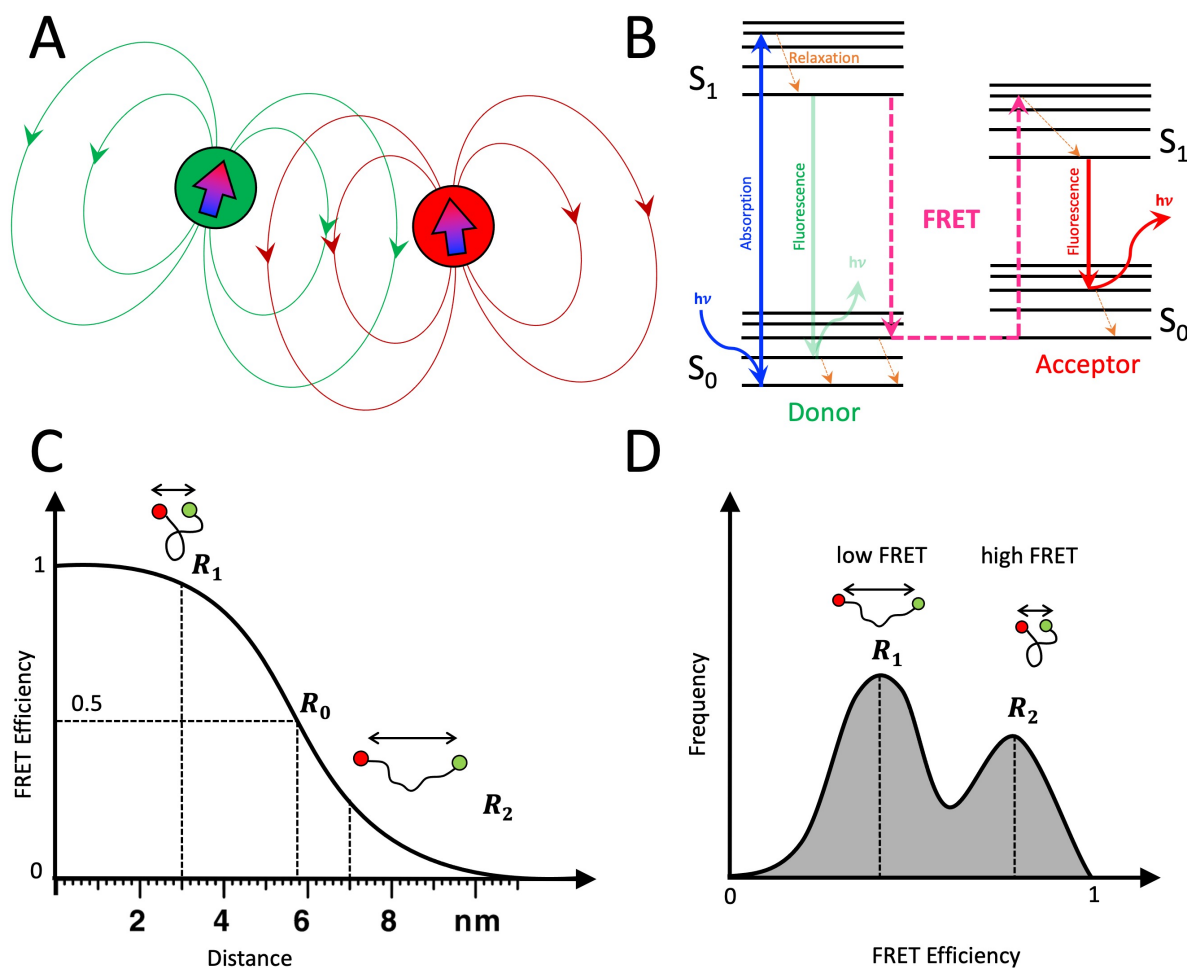 A
B
Relaxation
S1
S1
Absorption
Fluorescence
FRET
Fluorescence
hν
hν
hν
S0
S0
Donor
Acceptor
C
D
1
R1
0.5
R0
R2
0
FRET Efficiency
2 4 6 8 nm
Distance
low FRET high FRET
R1
R2
Frequency
0 1
FRET Efficiency